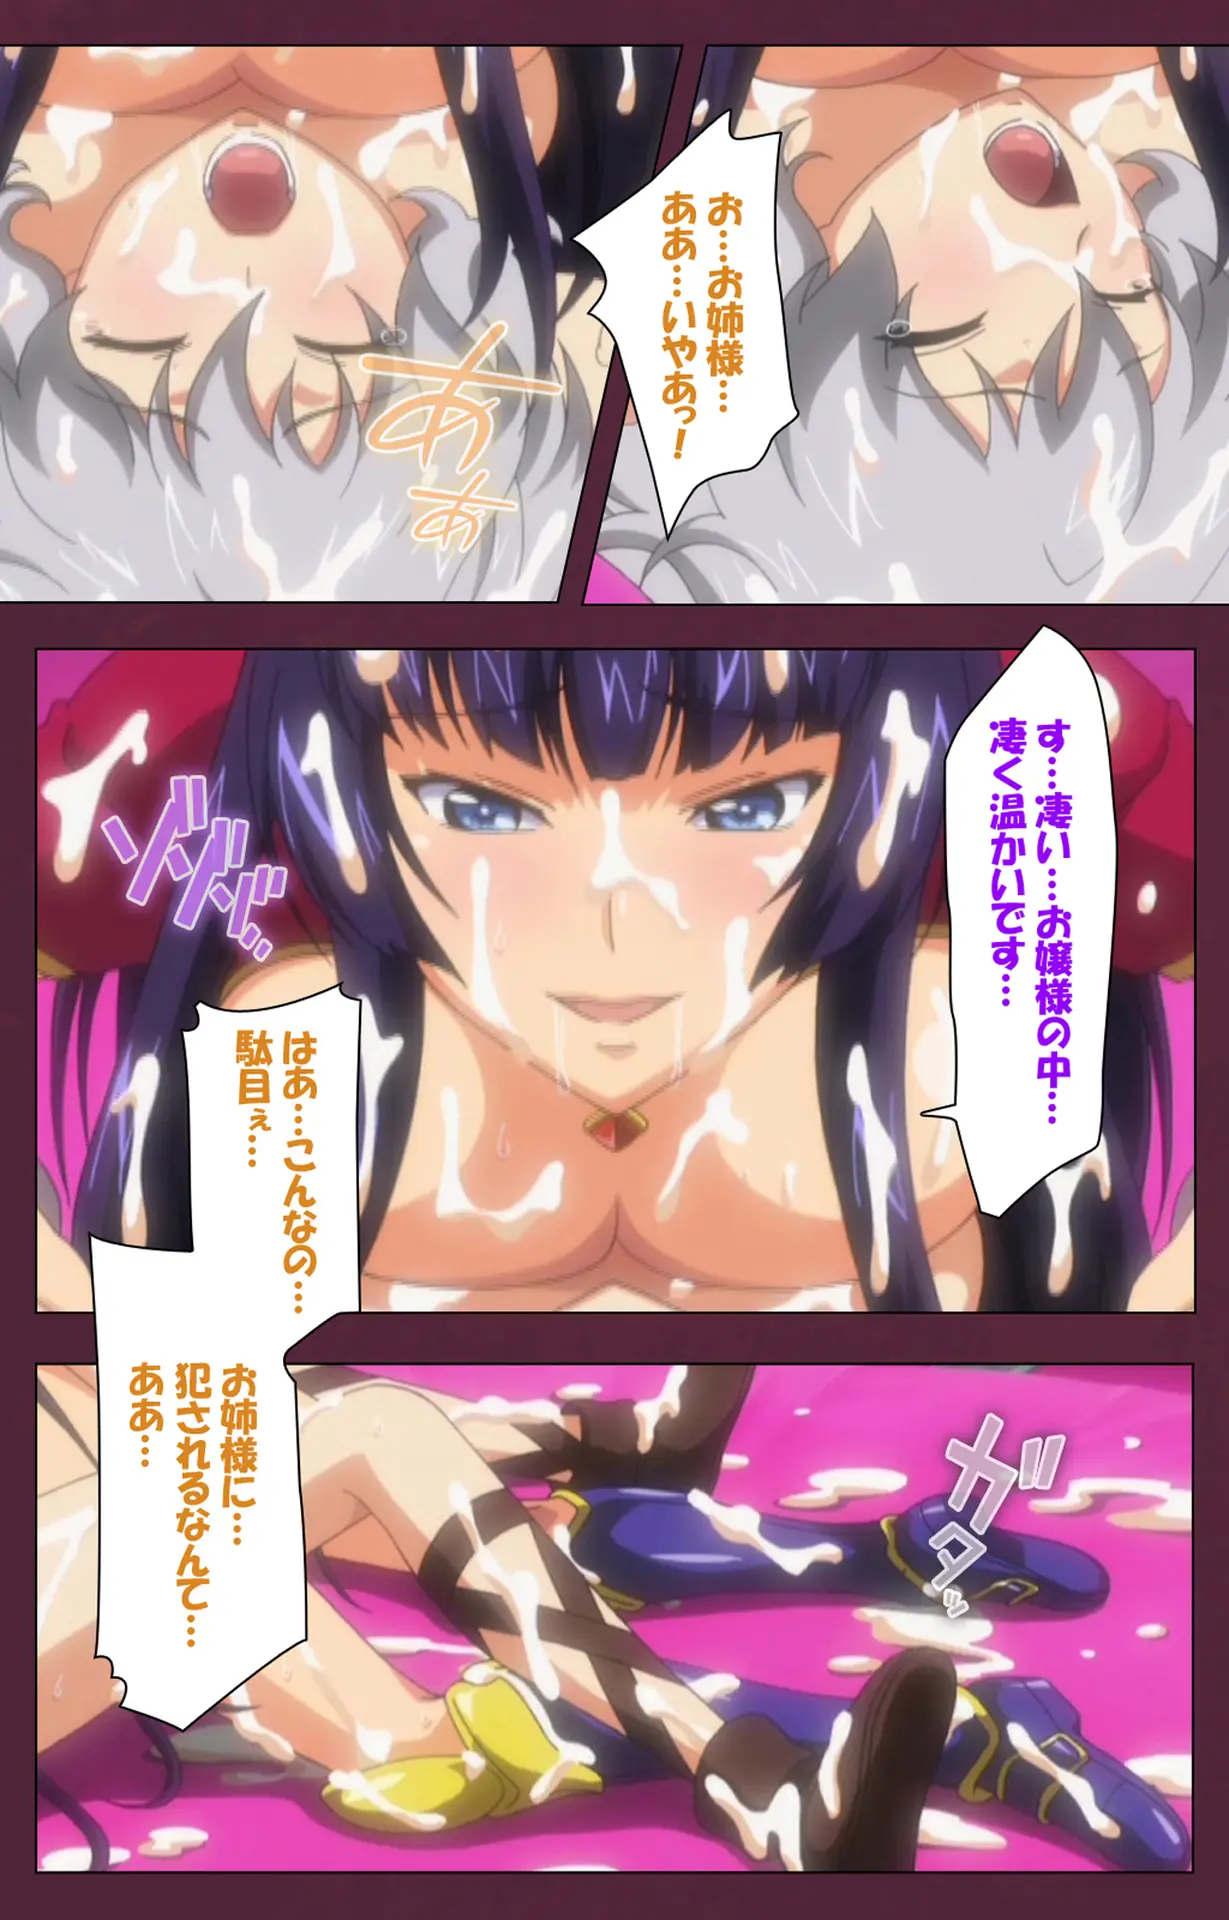 お…お姉様…
ああ…いやあっ！
ああ
す…凄い…お嬢様の中…
凄く温かいです…
ゾゾゾッ
はあ…こんなの…
駄目ぇ…
お姉様に…
犯されるなんて…
ああ…
ガタッ